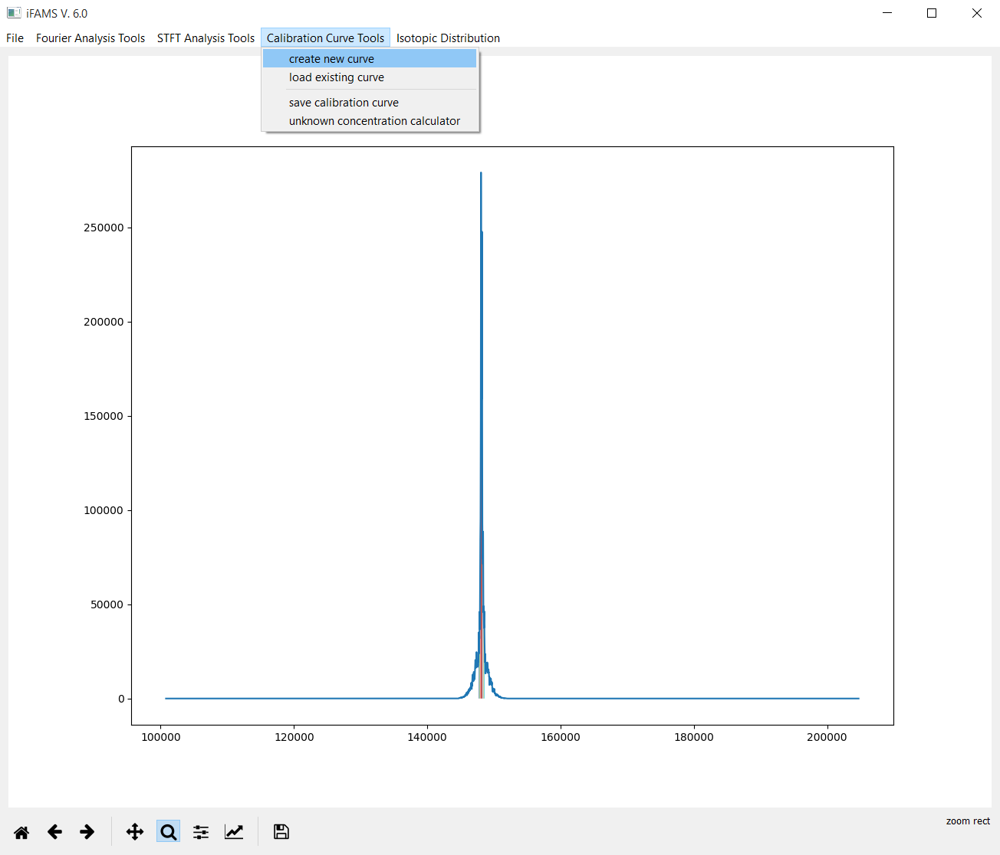 iFAMS V. 6.0
File Fourier Analysis Tools STFT Analysis Tools Calibration Curve Tools Isotopic Distribution
create new curve
load existing curve
save calibration curve
unknown concentration calculator
250000
200000
150000
100000
50000
0
100000 120000 140000 160000 180000 200000
zoom rect